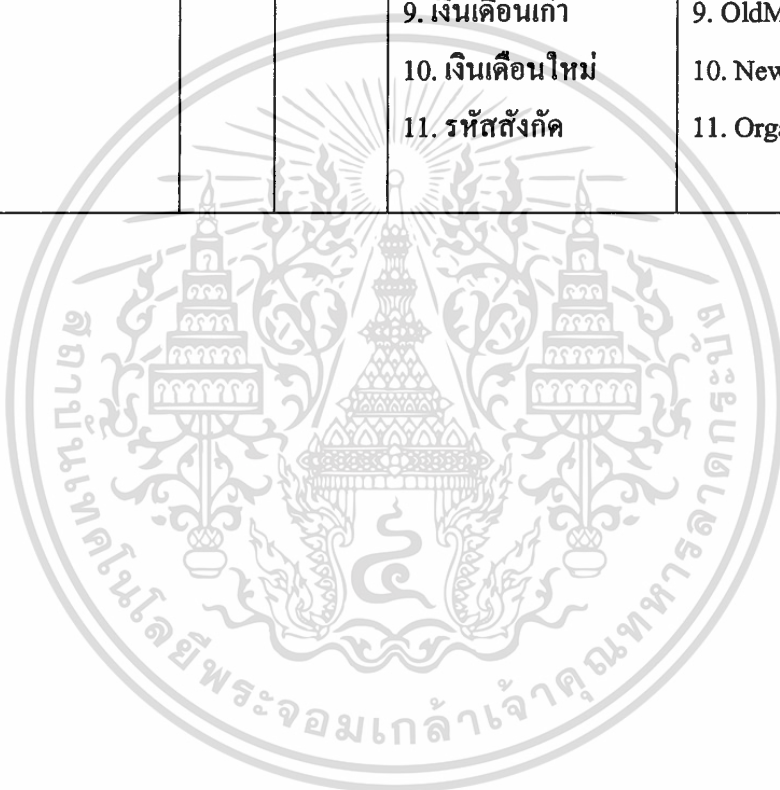 9. เงินเดือนเก่า 9. OldM
10. เงินเดือนใหม่ 10. New
11. รหัสสังกัด 11. Orga
สถาบันเทคโนโลยีพระจอมเกล้าเจ้าคุณทหารลาดกระบัง
๔